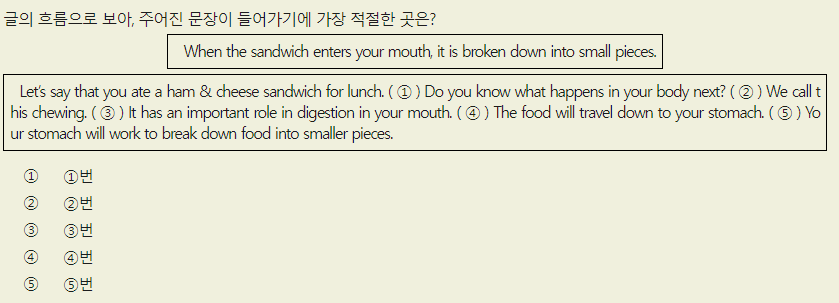 글의 흐름으로 보아, 주어진 문장이 들어가기에 가장 적절한 곳은?
When the sandwich enters your mouth, it is broken down into small pieces.
Let's say that you ate a ham & cheese sandwich for lunch. ( ① ) Do you know what happens in your body next? ( ② ) We call t
his chewing. ( ③ ) It has an important role in digestion in your mouth. ( ④ ) The food will travel down to your stomach. ( ⑤ ) Yo
ur stomach will work to break down food into smaller pieces.
① ①번
② ②번
③ ③번
④ ④번
⑤ ⑤번